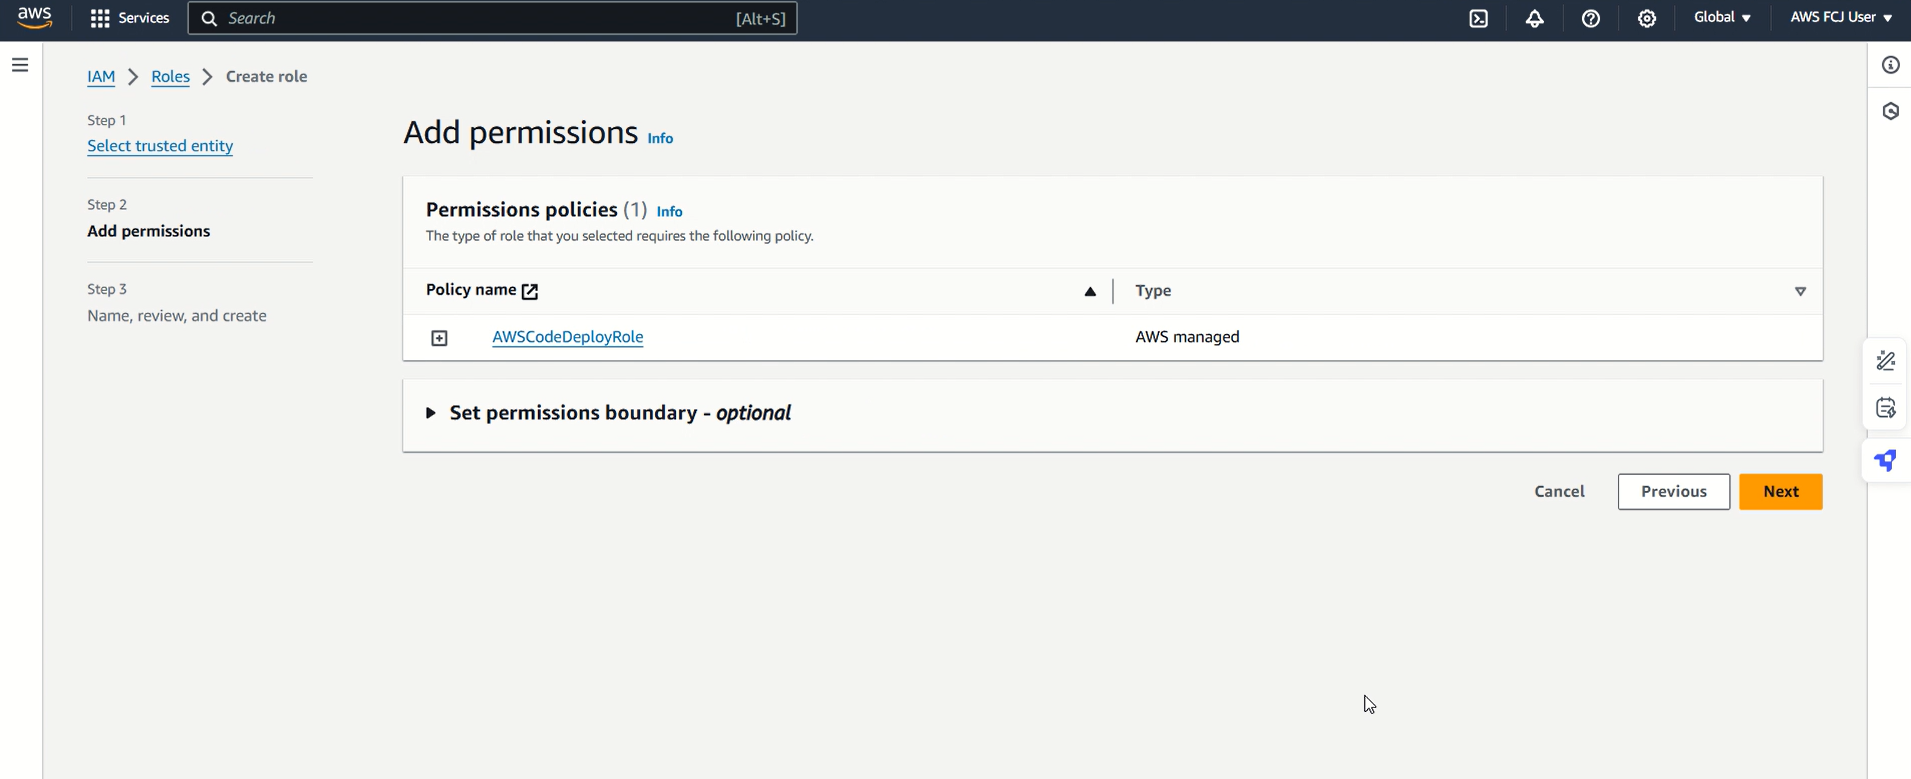 aws Services Search [Alt+S] Global AWS FCJ User
IAM Roles Create role
Step 1
Select trusted entity
Step 2
Add permissions
Step 3
Name, review, and create
Add permissions Info
Permissions policies (1) Info
The type of role that you selected requires the following policy.
Policy name Type
AWSCodeDeployRole AWS managed
Set permissions boundary - optional
Cancel Previous Next